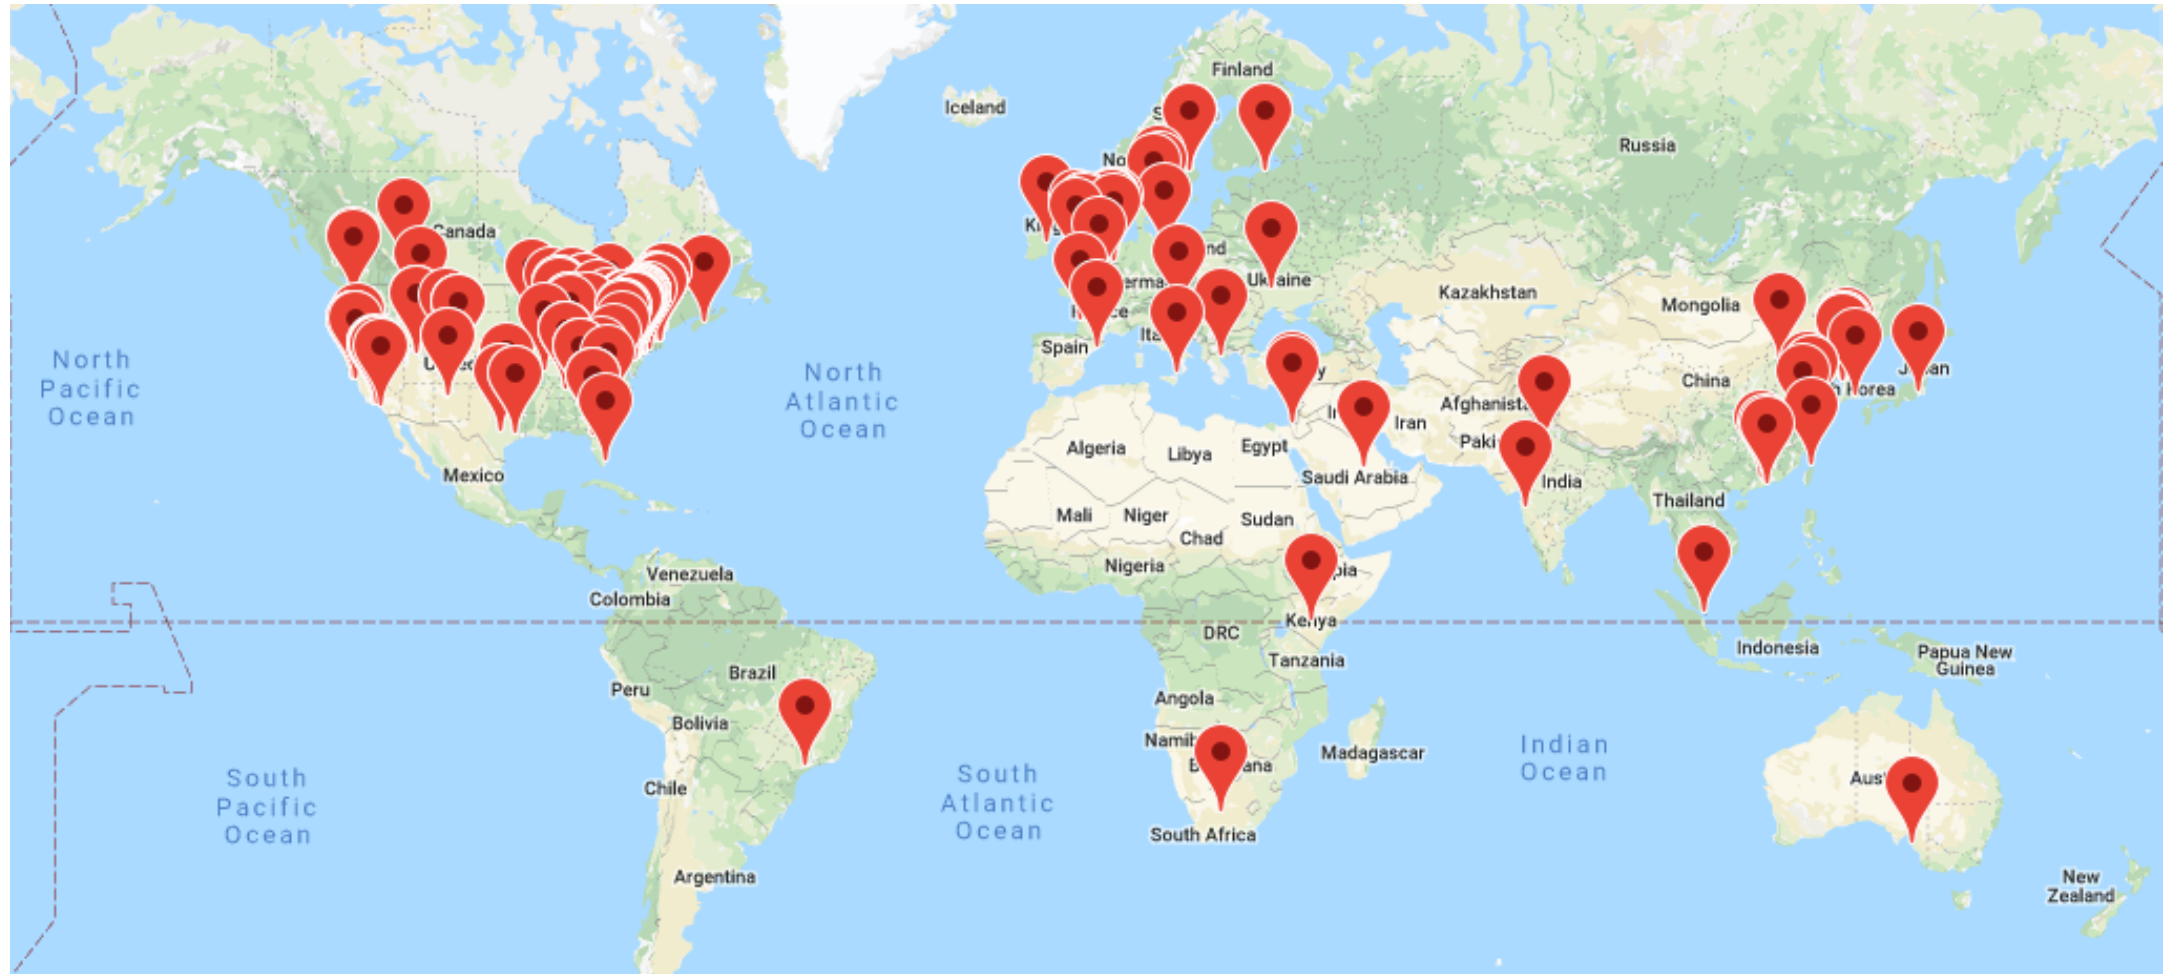 Finland
Iceland
Russia
Canada
Ukraine
Kazakhstan
Mongolia
North
Pacific
Ocean
North
Atlantic
Ocean
Spain
China
Iran
Algeria
Libya
Egypt
Saudi Arabia
India
Mexico
Thailand
Mali
Niger
Sudan
Chad
Nigeria
Venezuela
Colombia
Kenya
DRC
Tanzania
Indonesia
Papua New
Guinea
Brazil
Peru
Angola
Bolivia
Madagascar
Indian
Ocean
South
Pacific
Ocean
Chile
South
Atlantic
Ocean
South Africa
Argentina
New
Zealand